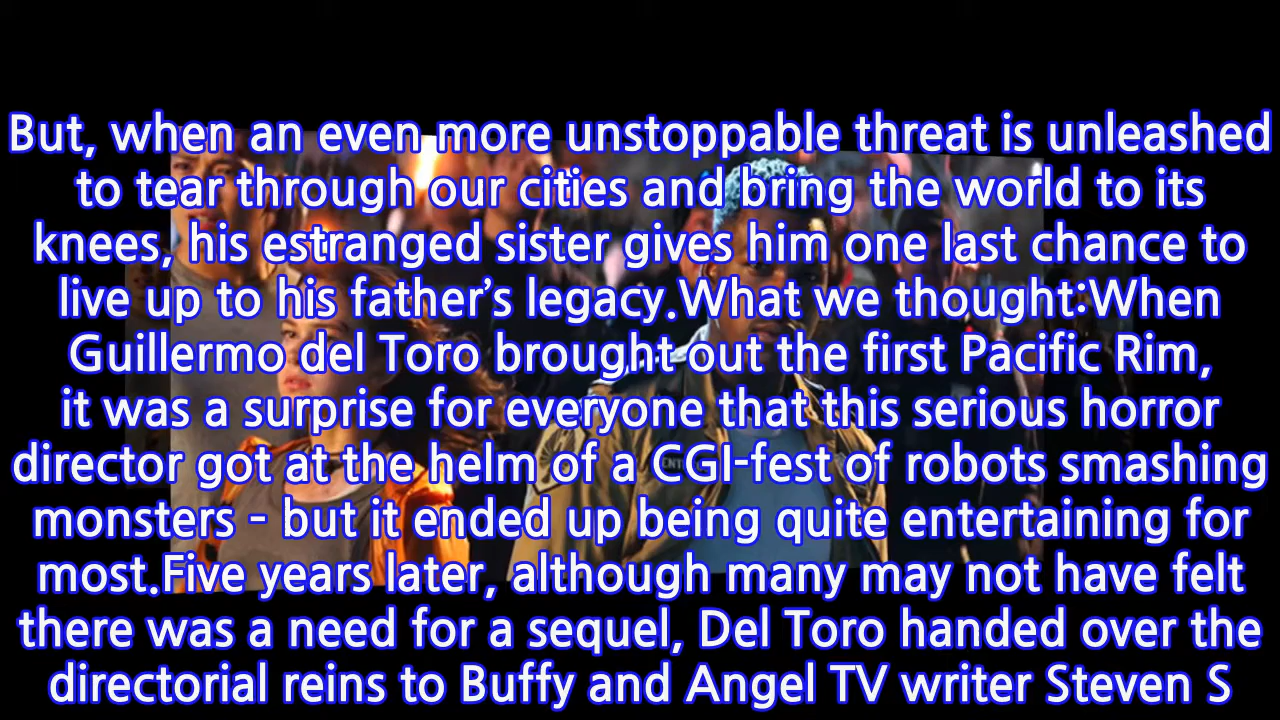 But, when an even more unstoppable threat is unleashed
to tear through our cities and bring the world to its
knees, his estranged sister gives him one last chance to
live up to his father’s legacy.What we thought:When
Guillermo del Toro brought out the first Pacific Rim,
it was a surprise for everyone that this serious horror
director got at the helm of a CGI-fest of robots smashing
monsters - but it ended up being quite entertaining for
most.Five years later, although many may not have felt
there was a need for a sequel, Del Toro handed over the
directorial reins to Buffy and Angel TV writer Steven S